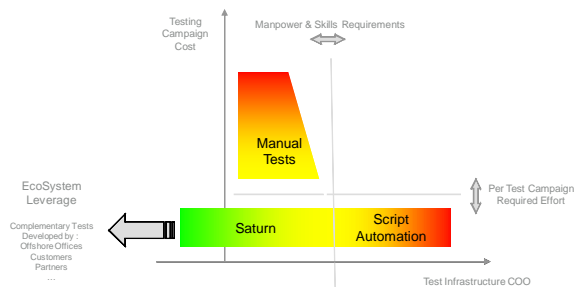 Testing
Campaign
Cost
Manpower & Skills Requirements
Manual
Tests
EcoSystem
Leverage
Per Test Campaign
Required Effort
Complementary Tests
Developed by :
Offshore Offices
Customers
Partners
...
Saturn
Script
Automation
Test Infrastructure COO